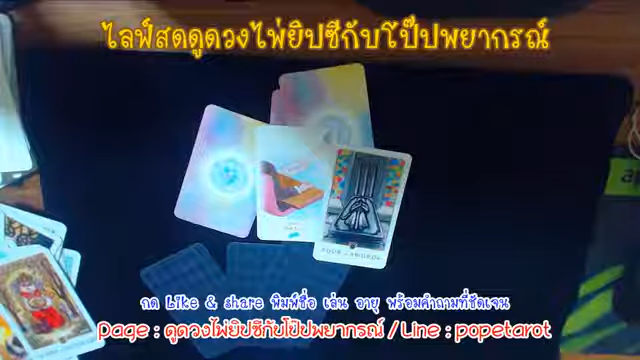 ไลฟ์สดดูดวงไพ่ยิปซีกับโป๊ปพยากรณ์
FOUR of SWORDS
กด Like & share พิมพ์ชื่อ เล่น อายุ พร้อมคำถามที่ชัดเจน
Page : ดูดวงไพ่ยิปซีกับโป๊ปพยากรณ์ / Line : popetarot